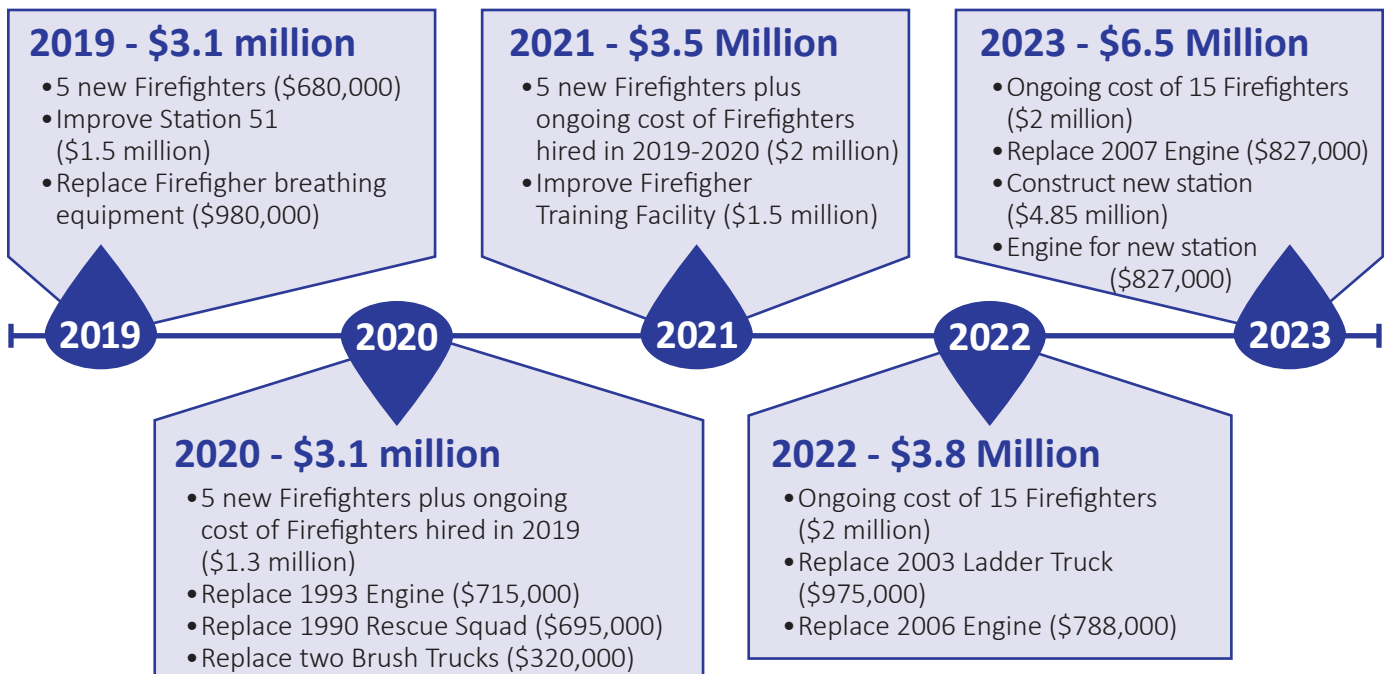 2019 - $3.1 million
•5 new Firefighters ($680,000)
•Improve Station 51
($1.5 million)
•Replace Firefigher breathing
equipment ($980,000)
2021 - $3.5 Million
•5 new Firefighters plus
ongoing cost of Firefighters
hired in 2019-2020 ($2 million)
•Improve Firefigher
Training Facility ($1.5 million)
2023 - $6.5 Million
•Ongoing cost of 15 Firefighters
($2 million)
•Replace 2007 Engine ($827,000)
•Construct new station
($4.85 million)
•Engine for new station
($827,000)
2019
2020
2021
2022
2023
2020 - $3.1 million
•5 new Firefighters plus ongoing
cost of Firefighters hired in 2019
($1.3 million)
•Replace 1993 Engine ($715,000)
•Replace 1990 Rescue Squad ($695,000)
•Replace two Brush Trucks ($320,000)
2022 - $3.8 Million
•Ongoing cost of 15 Firefighters
($2 million)
•Replace 2003 Ladder Truck
($975,000)
•Replace 2006 Engine ($788,000)